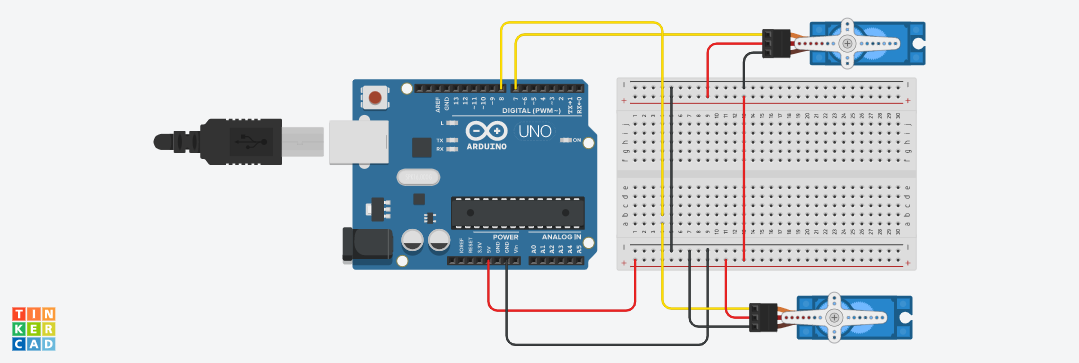 AREF
GND
13
12
~11
~10
~9
8
7
~6
~5
4
~3
2
TX→1
RX←0
DIGITAL (PWM~)
L
TX
RX
UNO
ARDUINO
ON
POWER
ANALOG IN
IOREF
RESET
3.3V
5V
GND
GND
Vin
A0
A1
A2
A3
A4
A5
j
i
h
g
f
e
d
c
b
a
TIN
KER
CAD